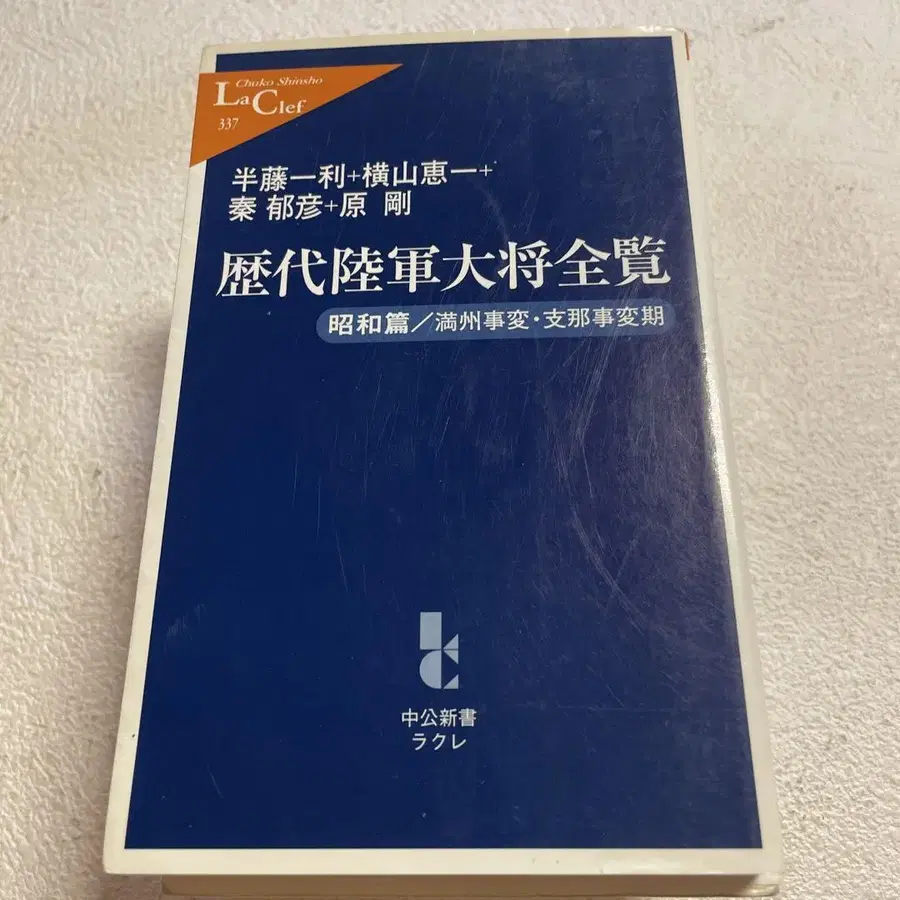 Chuko Shinsho
La Clef
337
半藤一利+横山恵一+
秦 郁彦+原 剛
歴代陸軍大将全覧
昭和篇/満州事変・支那事変期
中公新書
ラクレ